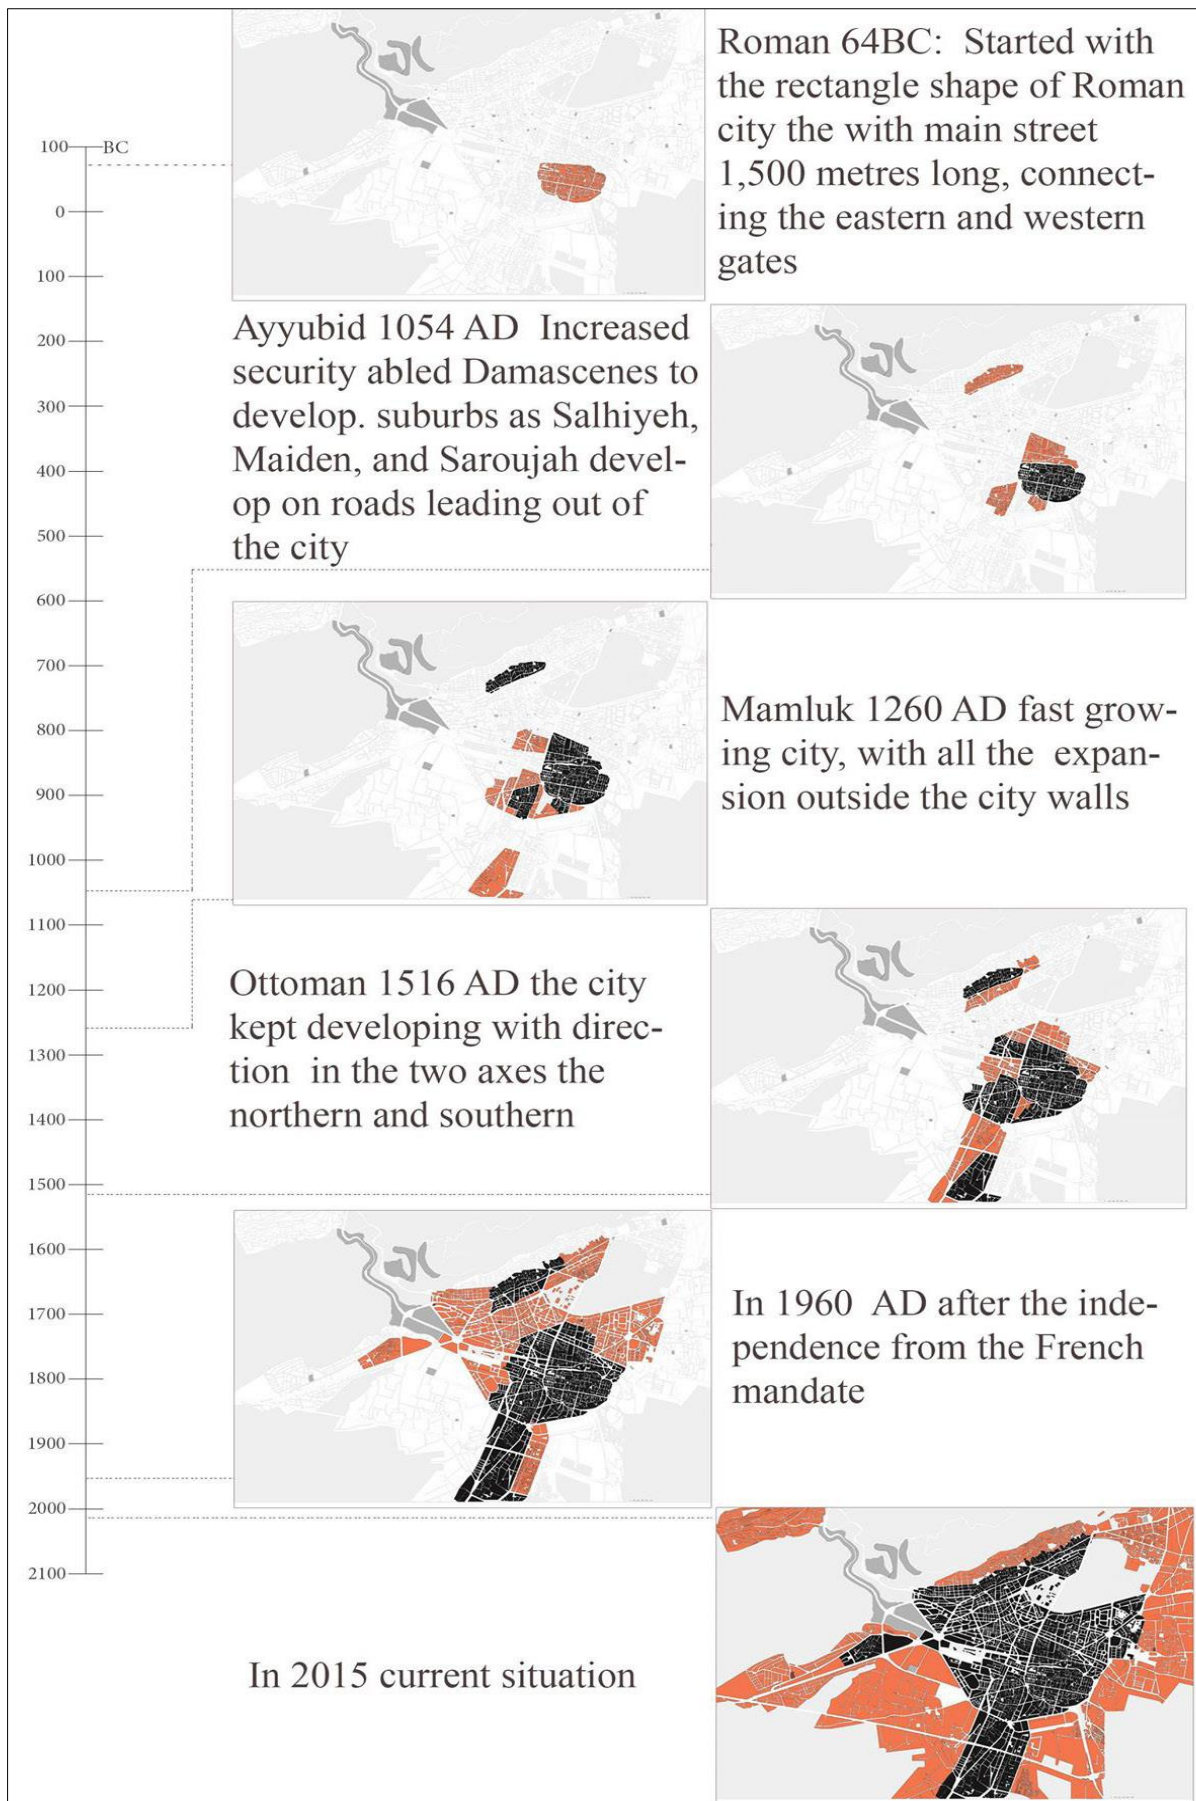 Roman 64BC: Started with
the rectangle shape of Roman
city the with main street
1,500 metres long, connect-
ing the eastern and western
gates
100 BC
0
100
200
300
400
500
600
700
800
900
1000
1100
1200
1300
1400
1500
1600
1700
1800
1900
2000
2100
Ayyubid 1054 AD Increased
security abled Damascenes to
develop. suburbs as Salhiyeh,
Maiden, and Saroujah devel-
op on roads leading out of
the city
Mamluk 1260 AD fast grow-
ing city, with all the expan-
sion outside the city walls
Ottoman 1516 AD the city
kept developing with direc-
tion in the two axes the
northern and southern
In 1960 AD after the inde-
pendence from the French
mandate
In 2015 current situation